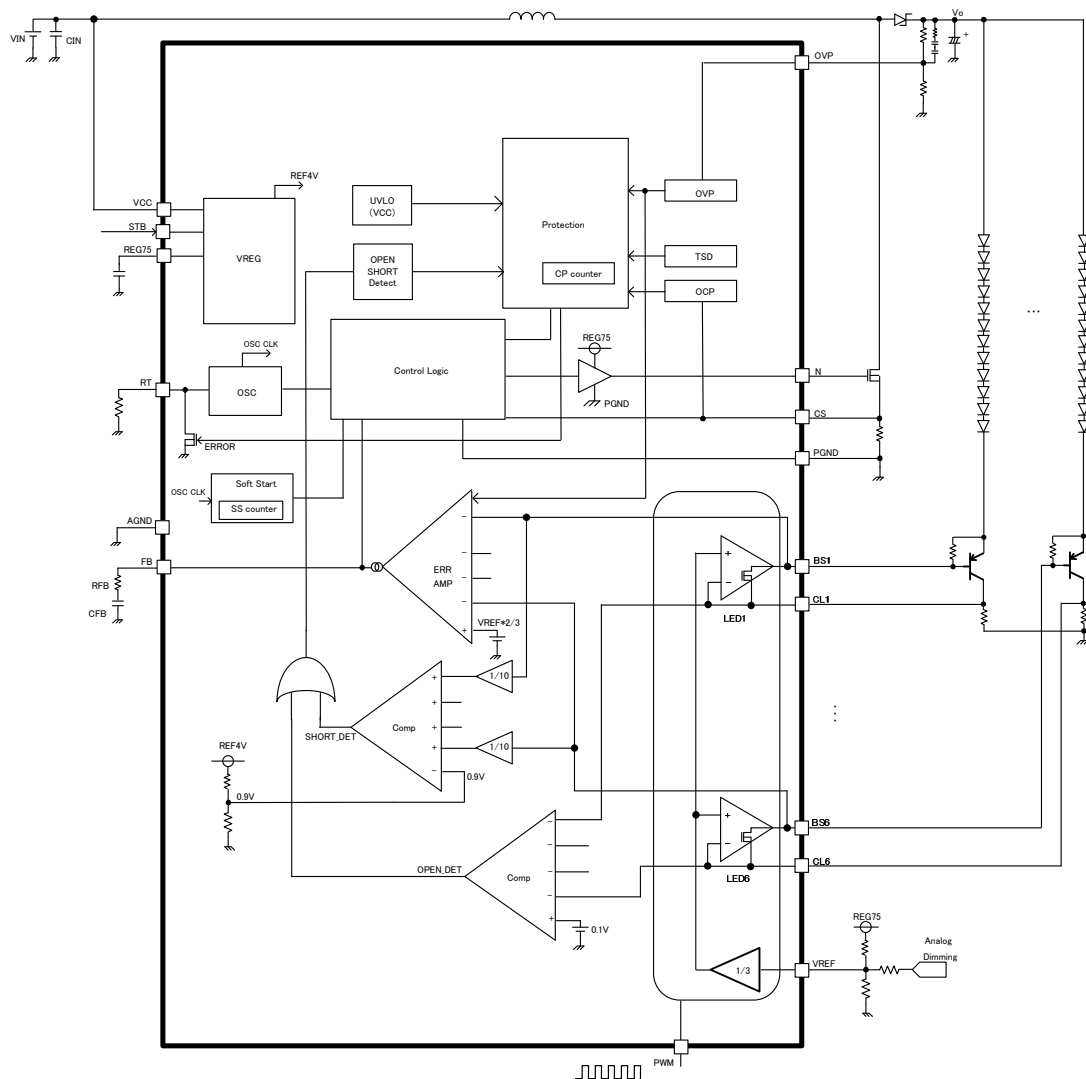 Vo
VIN
CIN
+
OVP
REF4V
VCC
STB
REG75
VREG
UVLO
(VCC)
OPEN
SHORT
Detect
Protection
CP counter
OVP
TSD
OCP
OSC CLK
RT
OSC
Control Logic
REG75
PGND
N
CS
PGND
ERROR
OSC CLK
Soft Start
SS counter
AGND
FB
RFB
CFB
ERR
AMP
−
−
−
−
+
VREF*2/3
+
−
LED1
BS1
CL1
1/10
1/10
Comp
+
+
+
+
−
SHORT_DET
0.9V
REF4V
0.9V
...
...
+
−
LED6
BS6
CL6
OPEN_DET
Comp
−
−
−
−
+
0.1V
REG75
Analog
Dimming
VREF
1/3
PWM